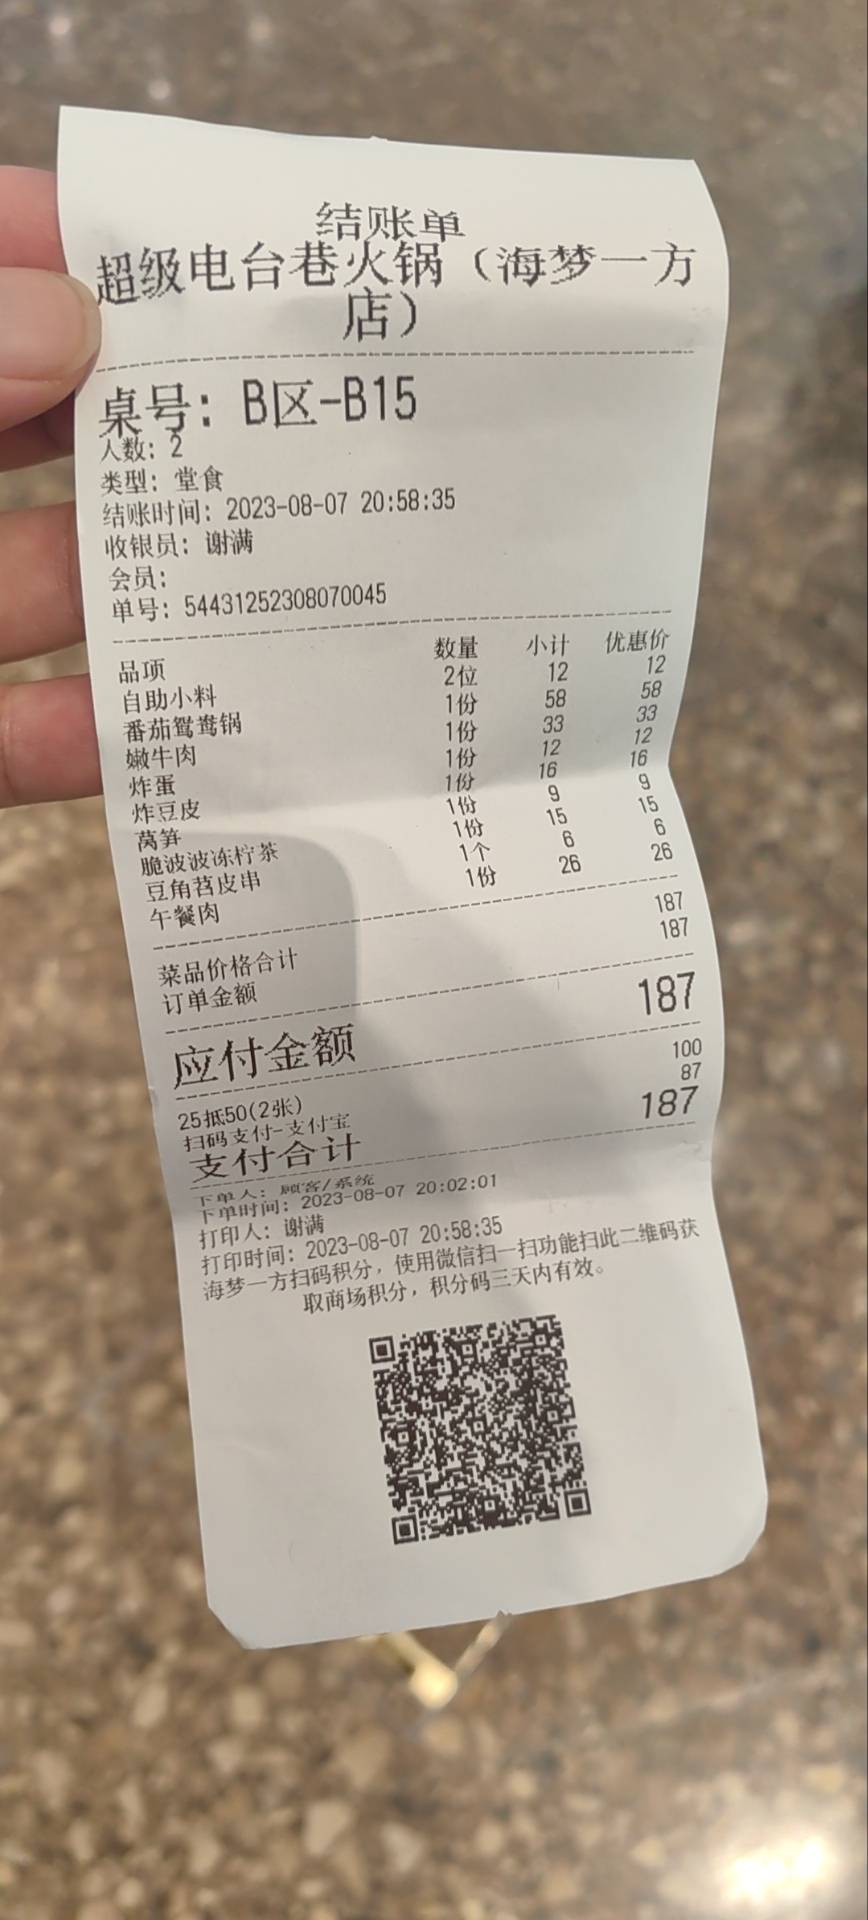 结账单
超级电台巷火锅（海梦一方
店）
桌号：B区-B15
人数：2
类型：堂食
结账时间：2023-08-07 20:58:35
收银员：谢满
会员：
单号：54431252308070045
品项 数量 小计 优惠价
自助小料 2位 12 12
番茄鸳鸯锅 1份 58 58
嫩牛肉 1份 33 33
炸蛋 1份 12 12
炸豆皮 1份 16 16
莴笋 1份 9 9
脆波波冻柠茶 1份 15 15
豆角苕皮串 1个 6 6
午餐肉 1份 26 26
菜品价格合计 187
订单金额 187
应付金额 187
25抵50(2张) 100
扫码支付-支付宝 87
支付合计 187
下单人：顾客/系统
下单时间：2023-08-07 20:02:01
打印人：谢满
打印时间：2023-08-07 20:58:35
海梦一方扫码积分，使用微信扫一扫功能扫此二维码获
取商场积分，积分码三天内有效。